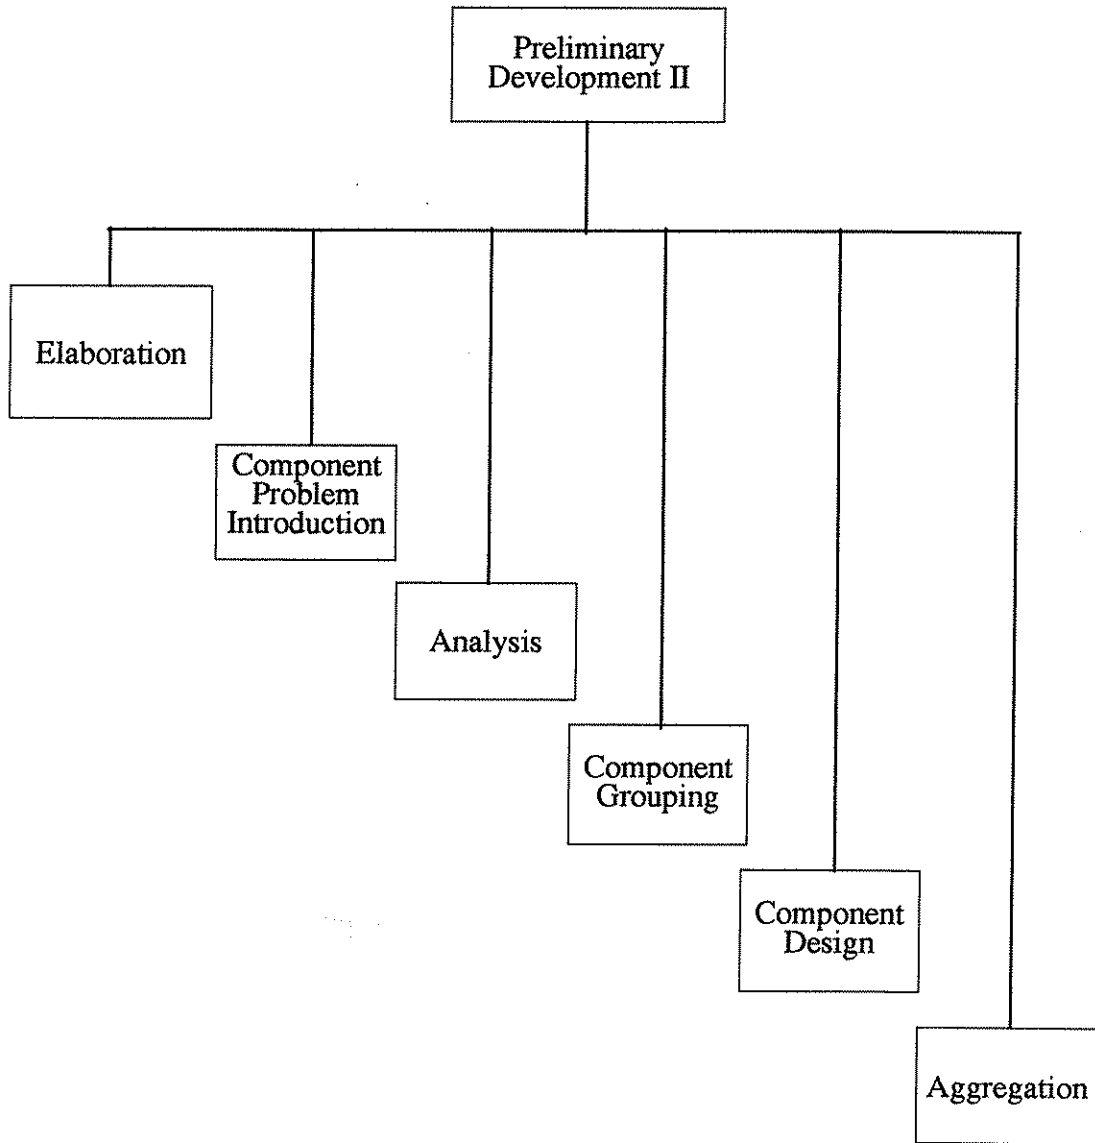 Preliminary
Development II
Elaboration
Component
Problem
Introduction
Analysis
Component
Grouping
Component
Design
Aggregation